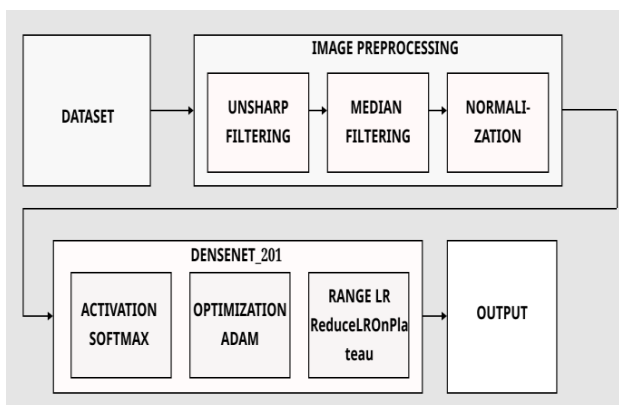 IMAGE PREPROCESSING
DATASET
UNSHARP
FILTERING
MEDIAN
FILTERING
NORMALI-
ZATION
DENSENET_201
ACTIVATION
SOFTMAX
OPTIMIZATION
ADAM
RANGE LR
ReduceLROnPla
teau
OUTPUT